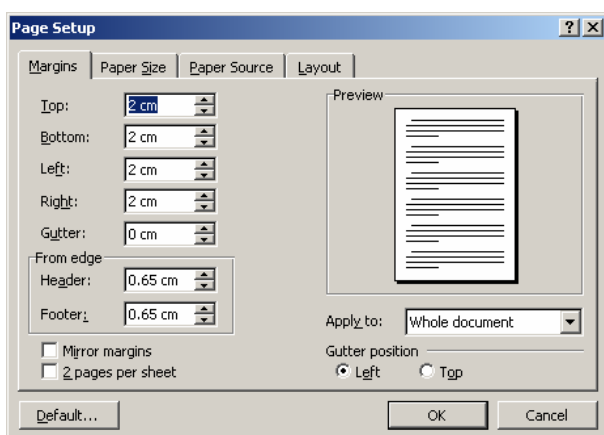 Page Setup ? x
Margins Paper Size Paper Source Layout
Top: 2 cm
Bottom: 2 cm
Left: 2 cm
Right: 2 cm
Gutter: 0 cm
From edge
Header: 0.65 cm
Footer: 0.65 cm
Mirror margins
2 pages per sheet
Preview
Apply to: Whole document
Gutter position
Left Top
Default... OK Cancel